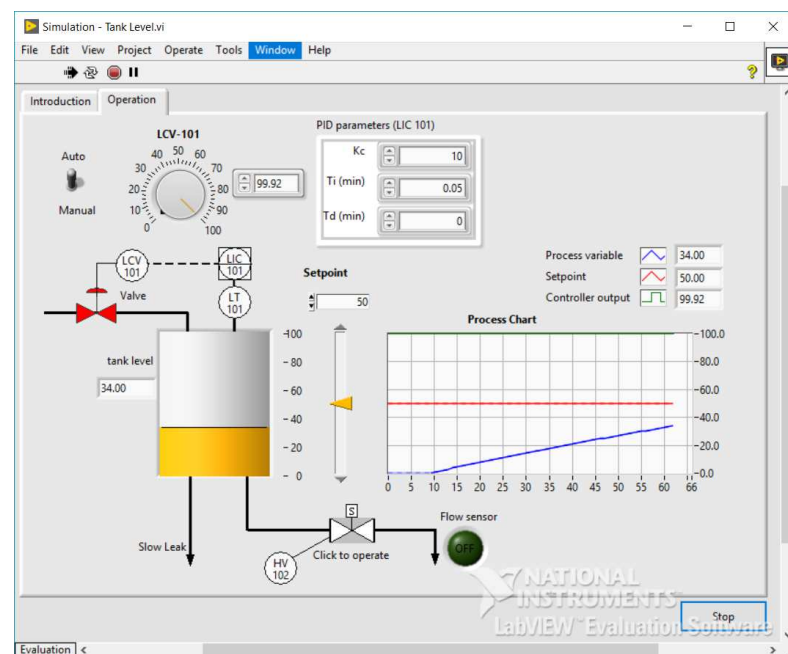 Simulation - Tank Level.vi
File Edit View Project Operate Tools Window Help
Introduction Operation
LCV-101
Auto
Manual
0 10 20 30 40 50 60 70 80 90 100
99.92
PID parameters (LIC 101)
Kc 10
Ti (min) 0.05
Td (min) 0
Process variable 34.00
Setpoint 50.00
Controller output 99.92
LCV
101
LIC
101
LT
101
Valve
Setpoint
50
tank level
34.00
-100
- 80
- 60
- 40
- 20
- 0
Process Chart
-100.0
-80.0
-60.0
-40.0
-20.0
-0.0
0 5 10 15 20 25 30 35 40 45 50 55 60 66
Slow Leak
S
HV
102
Click to operate
Flow sensor
OFF
NATIONAL
INSTRUMENTS
LabVIEW™ Evaluation Software
Stop
Evaluation